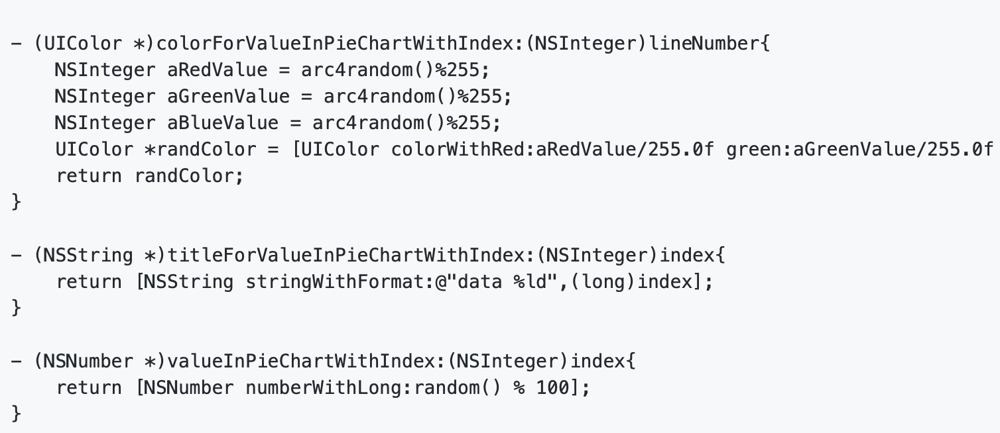 - (UIColor *)colorForValueInPieChartWithIndex:(NSInteger)lineNumber{
    NSInteger aRedValue = arc4random()%255;
    NSInteger aGreenValue = arc4random()%255;
    NSInteger aBlueValue = arc4random()%255;
    UIColor *randColor = [UIColor colorWithRed:aRedValue/255.0f green:aGreenValue/255.0f
    return randColor;
}
- (NSString *)titleForValueInPieChartWithIndex:(NSInteger)index{
    return [NSString stringWithFormat:@"data %ld",(long)index];
}
- (NSNumber *)valueInPieChartWithIndex:(NSInteger)index{
    return [NSNumber numberWithLong:random() % 100];
}